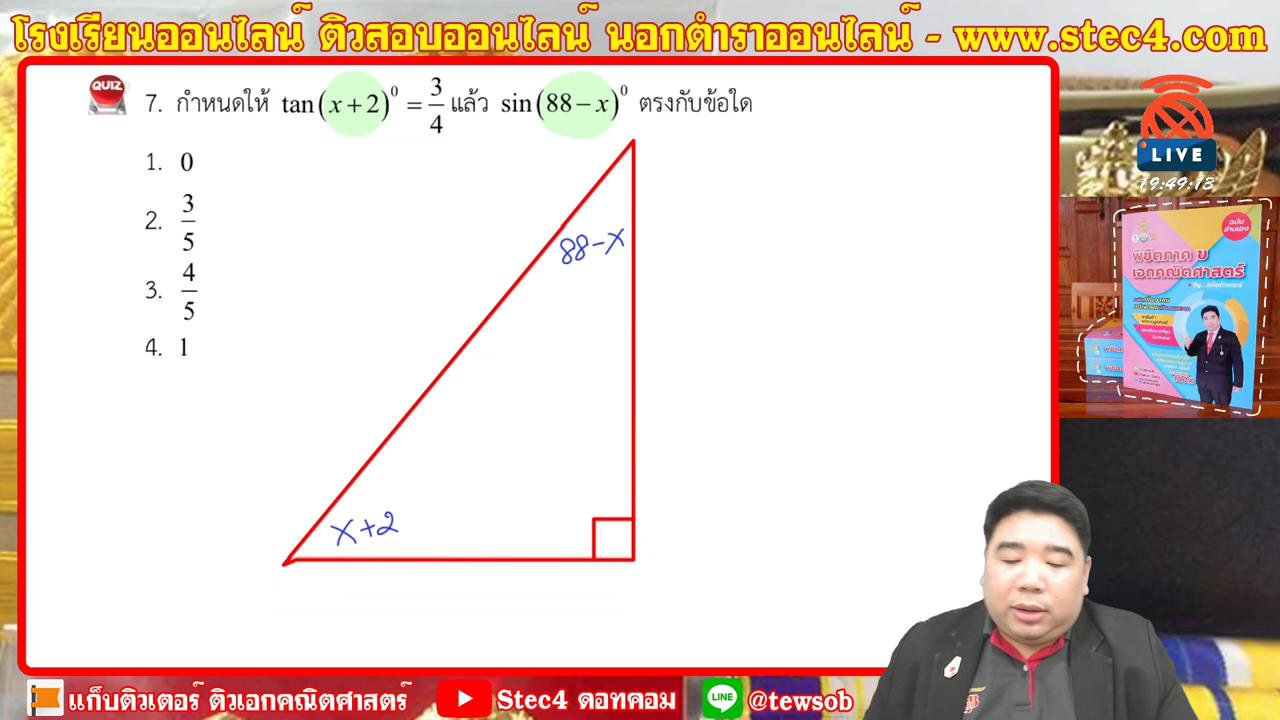 โรงเรียนออนไลน์ ติวสอบออนไลน์ นอกตำราออนไลน์ - www.stec4.com
QUIZ
7. กำหนดให้ tan(x+2)⁰ = 3/4 แล้ว sin(88−x)⁰ ตรงกับข้อใด
1. 0
2. 3/5
3. 4/5
4. 1
88-x
x+2
LIVE
19:49:13
ฉบับ
อ่านเอง
พิชิตภาค ข
เอกคณิตศาสตร์
แก็บติวเตอร์ ติวเอกคณิตศาสตร์
Stec4 ดอทคอม
LINE
@tewsob